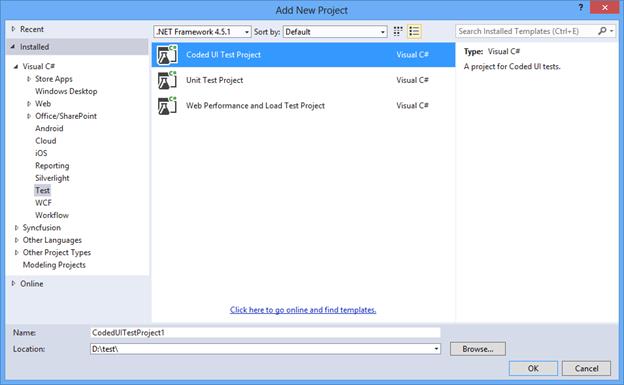 Add New Project
Recent
.NET Framework 4.5.1 Sort by: Default
Search Installed Templates (Ctrl+E)
Installed
Visual C#
Store Apps
Windows Desktop
Web
Office/SharePoint
Android
Cloud
iOS
Reporting
Silverlight
Test
WCF
Workflow
Syncfusion
Other Languages
Other Project Types
Modeling Projects
Online
Coded UI Test Project Visual C#
Unit Test Project Visual C#
Web Performance and Load Test Project Visual C#
Type: Visual C#
A project for Coded UI tests.
Click here to go online and find templates.
Name: CodedUITestProject1
Location: D:\test\ Browse...
OK Cancel